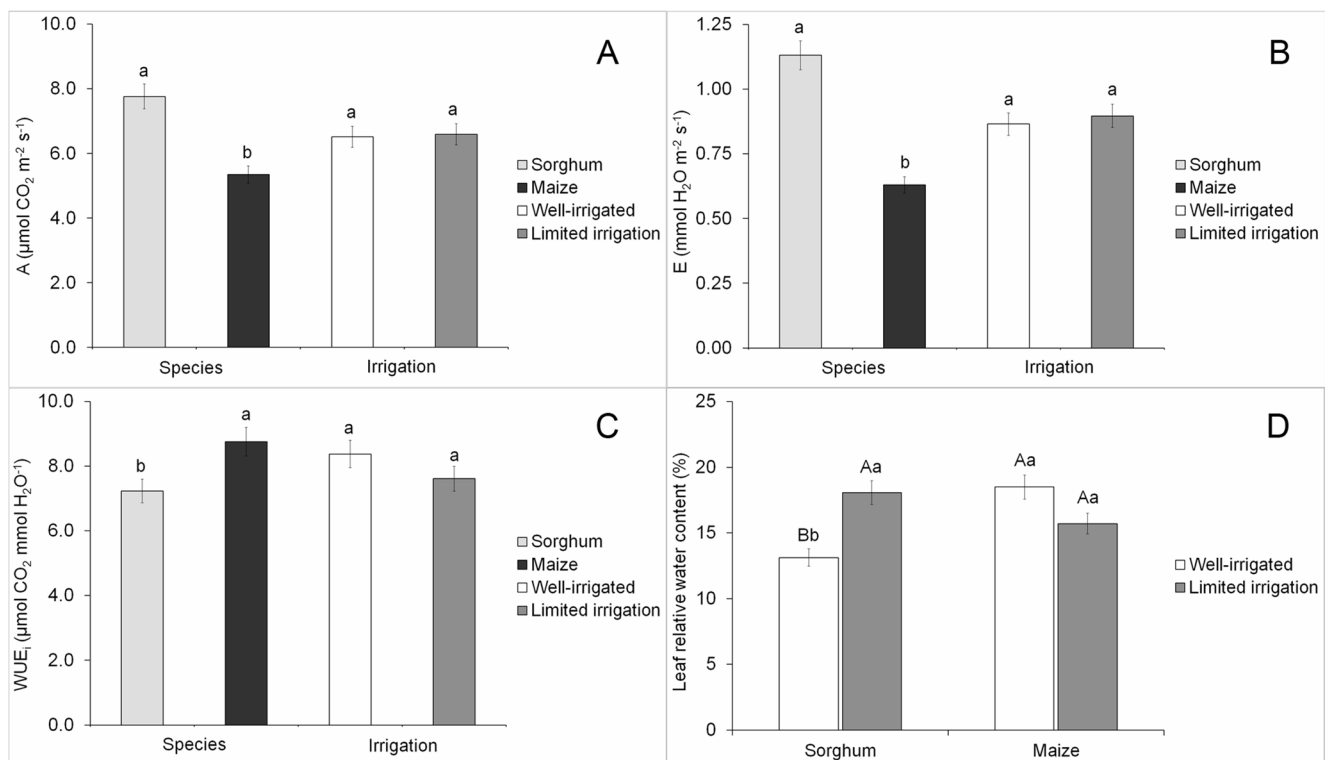 A
A (µmol CO₂ m⁻² s⁻¹)
10.0
8.0
6.0
4.0
2.0
0.0
a
b
a
a
Species
Irrigation
Sorghum
Maize
Well-irrigated
Limited irrigation
B
E (mmol H₂O m⁻² s⁻¹)
1.25
1.00
0.75
0.50
0.25
0.00
a
b
a
a
Species
Irrigation
Sorghum
Maize
Well-irrigated
Limited irrigation
C
WUEᵢ (µmol CO₂ mmol H₂O⁻¹)
10.0
8.0
6.0
4.0
2.0
0.0
b
a
a
a
Species
Irrigation
Sorghum
Maize
Well-irrigated
Limited irrigation
D
Leaf relative water content (%)
25
20
15
10
5
0
Bb
Aa
Aa
Aa
Sorghum
Maize
Well-irrigated
Limited irrigation